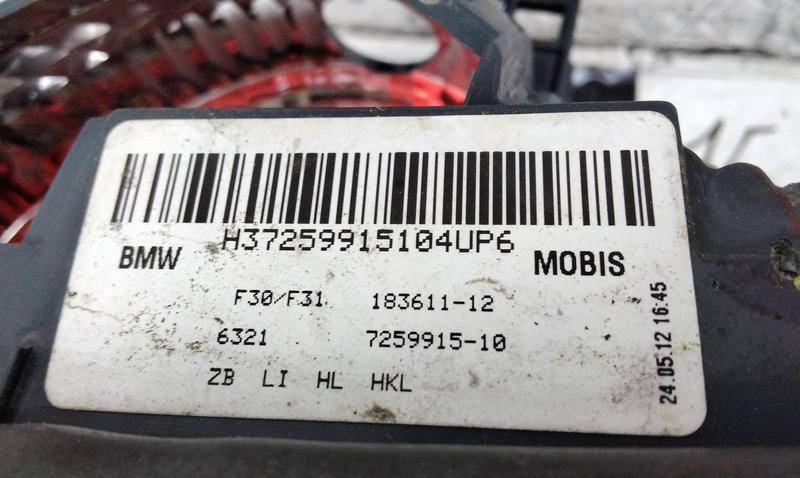 H37259915104UP6
BMW MOBIS
F30/F31 183611-12
6321 7259915-10
ZB LI HL HKL
24.05.12 16:45